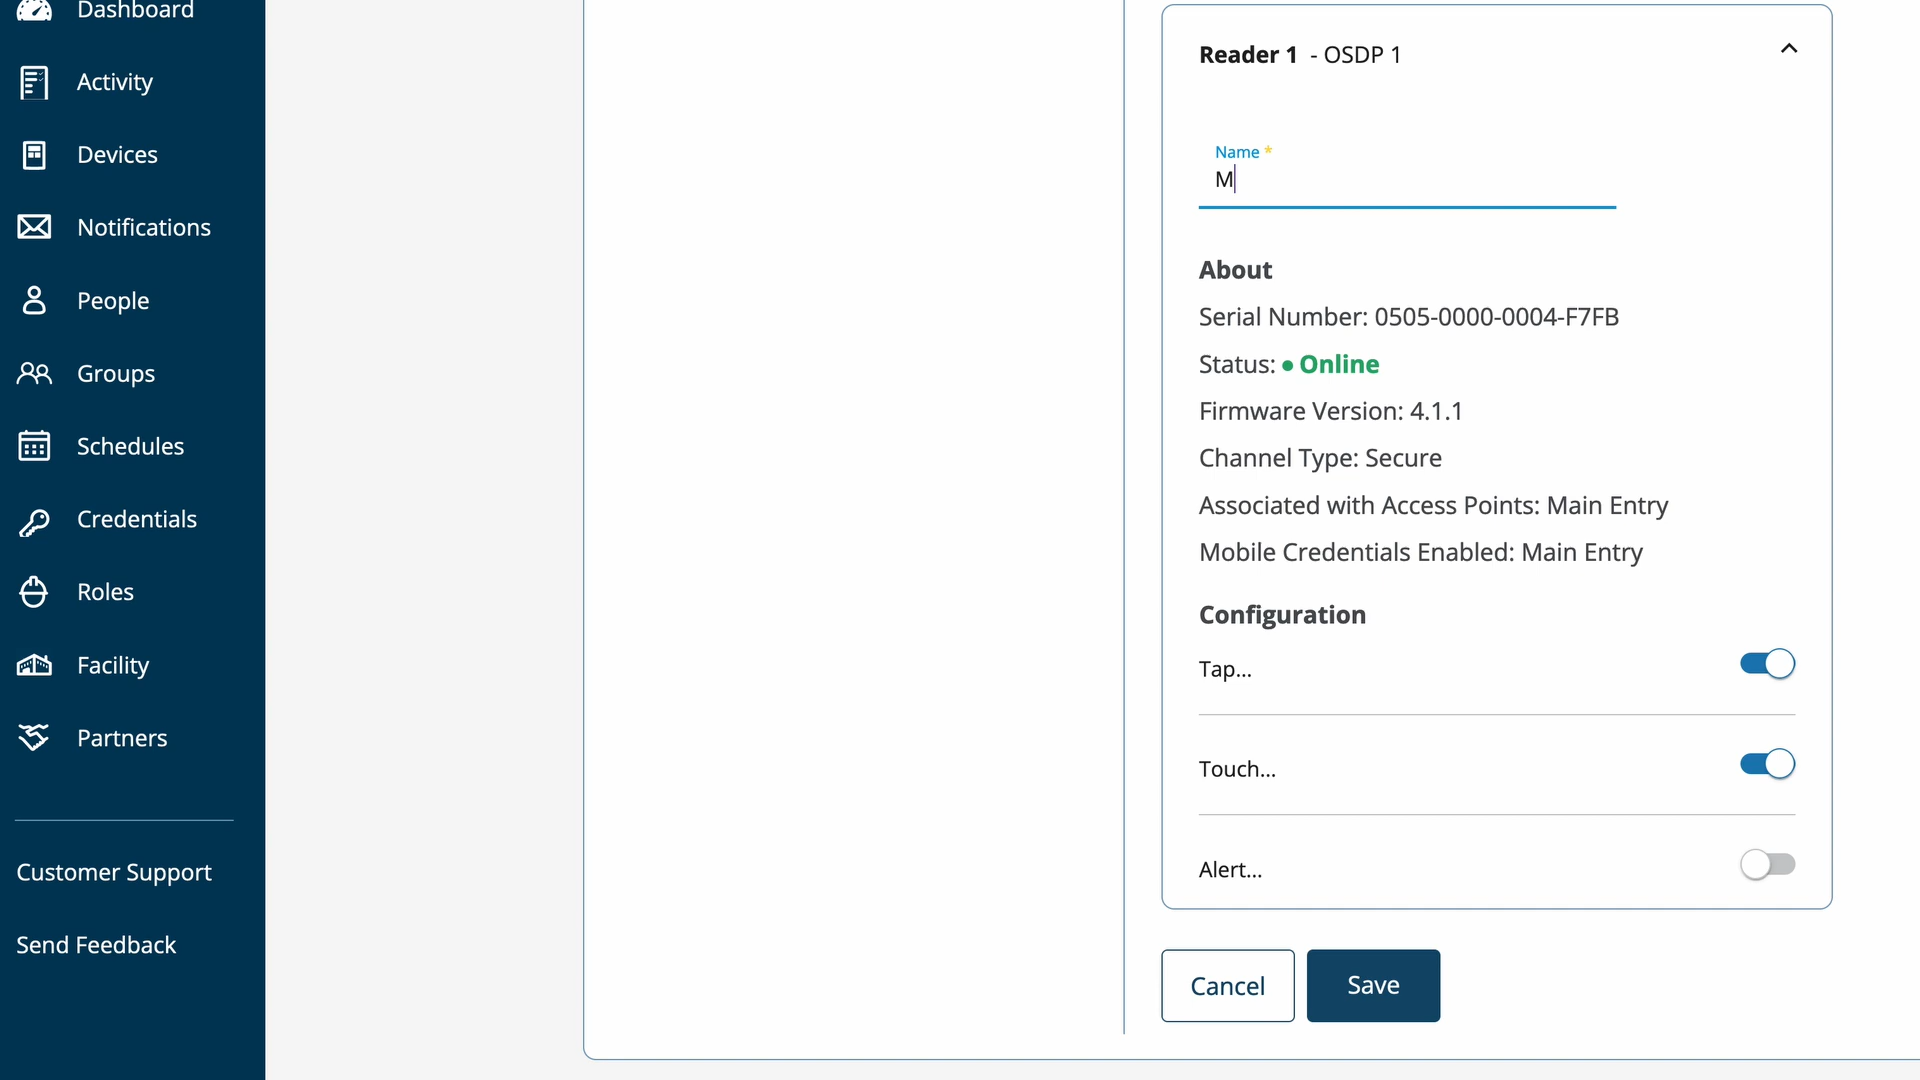 Dashboard
Activity
Devices
Notifications
People
Groups
Schedules
Credentials
Roles
Facility
Partners
Customer Support
Send Feedback
Reader 1 - OSDP 1
Name *
M
About
Serial Number: 0505-0000-0004-F7FB
Status: • Online
Firmware Version: 4.1.1
Channel Type: Secure
Associated with Access Points: Main Entry
Mobile Credentials Enabled: Main Entry
Configuration
Tap...
Touch...
Alert...
Cancel
Save